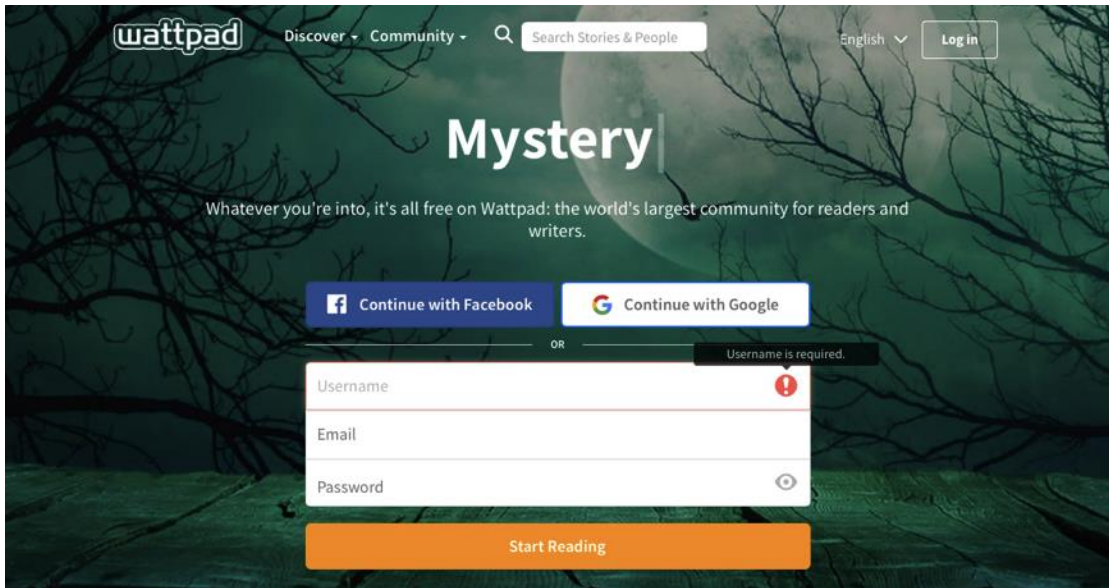 wattpad
Discover Community Search Stories & People English Log in
Mystery
Whatever you're into, it's all free on Wattpad: the world's largest community for readers and
writers.
Continue with Facebook Continue with Google
OR
Username is required.
Username
Email
Password
Start Reading